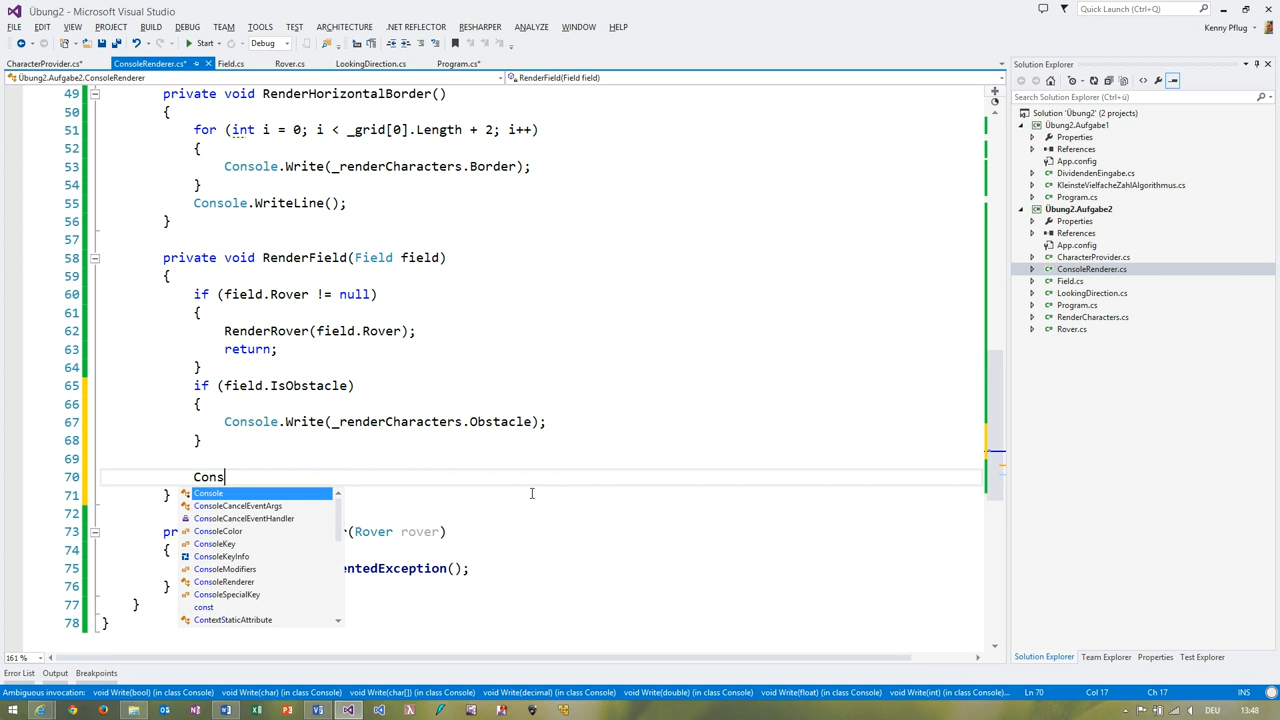 Übung2 - Microsoft Visual Studio
Quick Launch (Ctrl+Q)
FILE EDIT VIEW PROJECT BUILD DEBUG TEAM TOOLS TEST ARCHITECTURE .NET REFLECTOR RESHARPER ANALYZE WINDOW HELP
Kenny Pflug
Start Debug
CharacterProvider.cs* ConsoleRenderer.cs* Field.cs Rover.cs LookingDirection.cs Program.cs*
Übung2.Aufgabe2.ConsoleRenderer RenderField(Field field)
49 private void RenderHorizontalBorder()
50 {
51 for (int i = 0; i < _grid[0].Length + 2; i++)
52 {
53 Console.Write(_renderCharacters.Border);
54 }
55 Console.WriteLine();
56 }
57
58 private void RenderField(Field field)
59 {
60 if (field.Rover != null)
61 {
62 RenderRover(field.Rover);
63 return;
64 }
65 if (field.IsObstacle)
66 {
67 Console.Write(_renderCharacters.Obstacle);
68 }
69
70 Cons
71 }
72
73 pr r(Rover rover)
74 {
75 entedException();
76 }
77 }
78 }
Console
ConsoleCancelEventArgs
ConsoleCancelEventHandler
ConsoleColor
ConsoleKey
ConsoleKeyInfo
ConsoleModifiers
ConsoleRenderer
ConsoleSpecialKey
const
ContextStaticAttribute
Solution Explorer
Search Solution Explorer (Ctrl+ü)
Solution 'Übung2' (2 projects)
Übung2.Aufgabe1
Properties
References
App.config
DividendenEingabe.cs
KleinsteVielfacheZahlAlgorithmus.cs
Program.cs
Übung2.Aufgabe2
Properties
References
App.config
CharacterProvider.cs
ConsoleRenderer.cs
Field.cs
LookingDirection.cs
Program.cs
RenderCharacters.cs
Rover.cs
161 %
Solution Explorer Team Explorer Properties Test Explorer
Error List Output Breakpoints
Ambiguous invocation: void Write(bool) (in class Console) void Write(char) (in class Console) void Write(char[]) (in class Console) void Write(decimal) (in class Console) void Write(double) (in class Console) void Write(float) (in class Console) void Write(int) (in class Console)... Ln 70 Col 17 Ch 17 INS
DEU 13:48